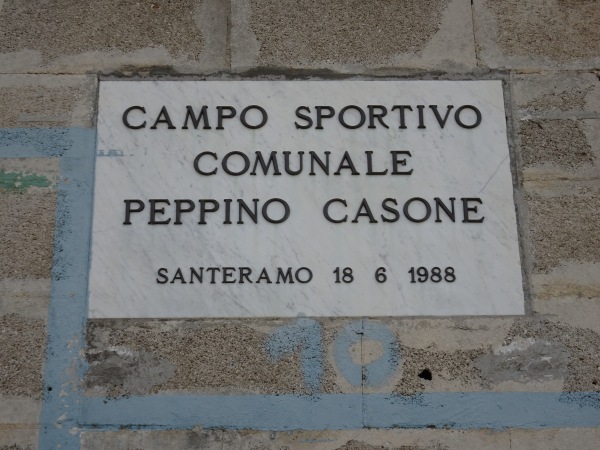 CAMPO SPORTIVO
COMUNALE
PEPPINO CASONE
SANTERAMO 18 6 1988
10